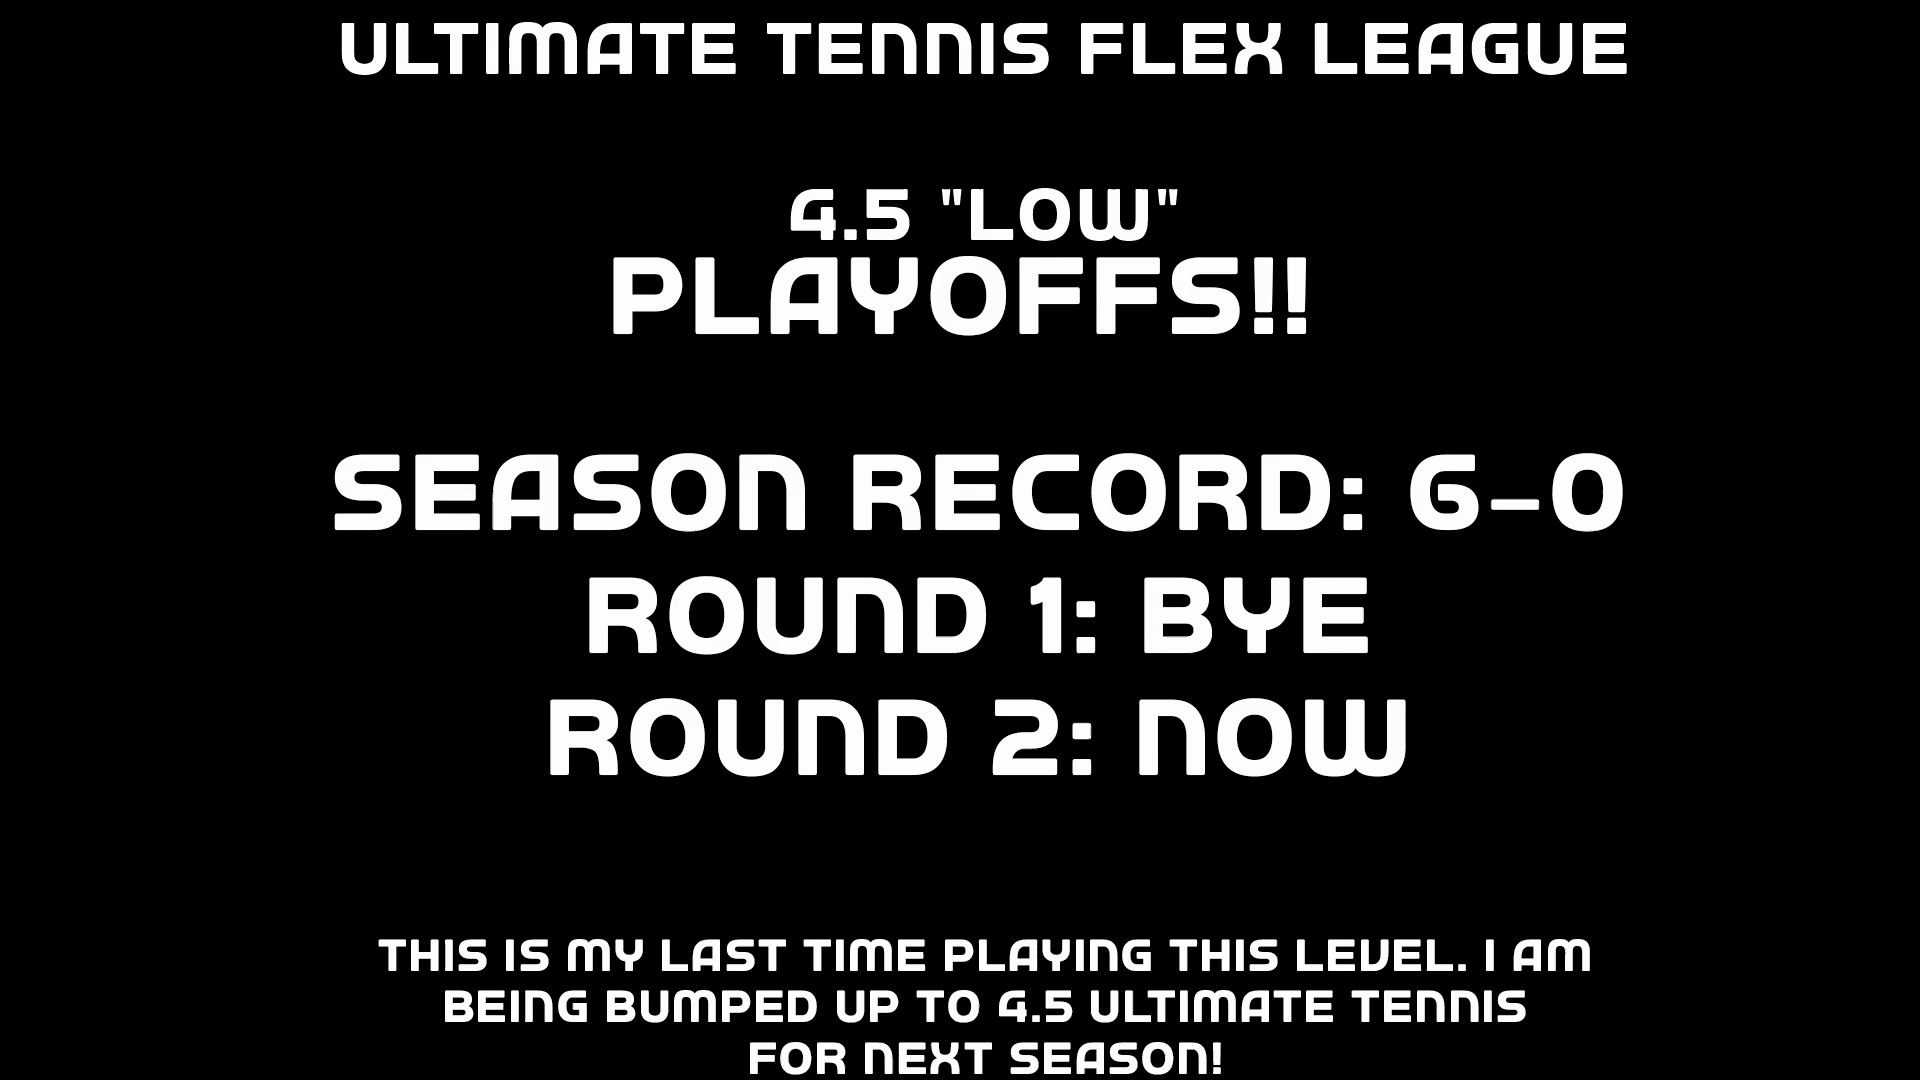 ULTIMATE TENNIS FLEX LEAGUE
4.5 "LOW"
PLAYOFFS!!
SEASON RECORD: 6-0
ROUND 1: BYE
ROUND 2: NOW
THIS IS MY LAST TIME PLAYING THIS LEVEL. I AM
BEING BUMPED UP TO 4.5 ULTIMATE TENNIS
FOR NEXT SEASON!